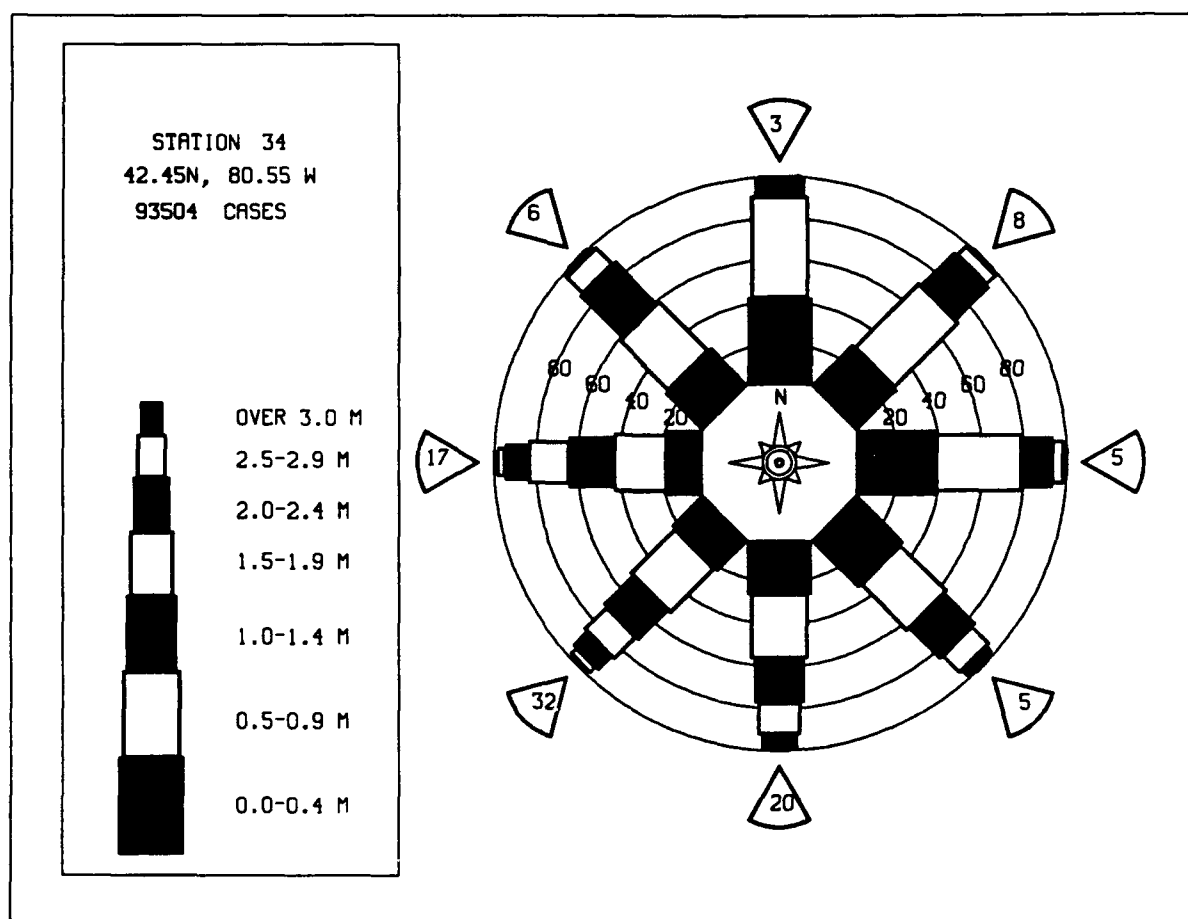 STATION 34
42.45N, 80.55 W
93504 CASES
OVER 3.0 M
2.5-2.9 M
2.0-2.4 M
1.5-1.9 M
1.0-1.4 M
0.5-0.9 M
0.0-0.4 M
3
6
8
80
60
40
20
N
20
40
60
80
17
5
32
5
20